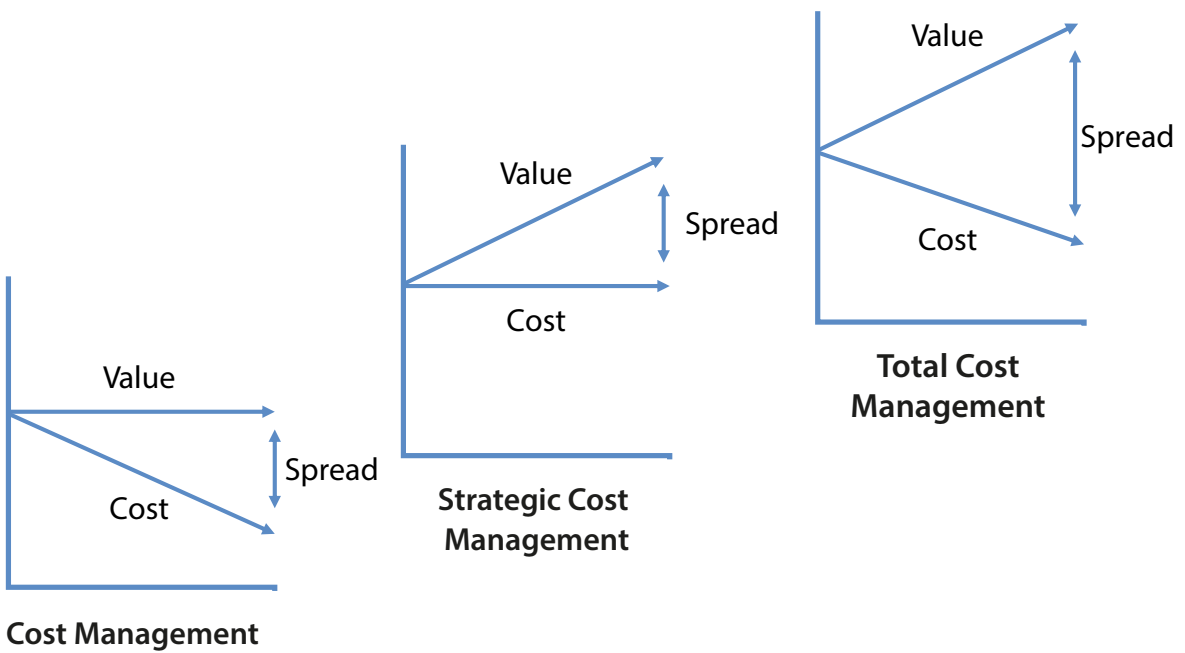 Value
Spread
Cost
Cost Management
Value
Spread
Cost
Strategic Cost
Management
Value
Spread
Cost
Total Cost
Management